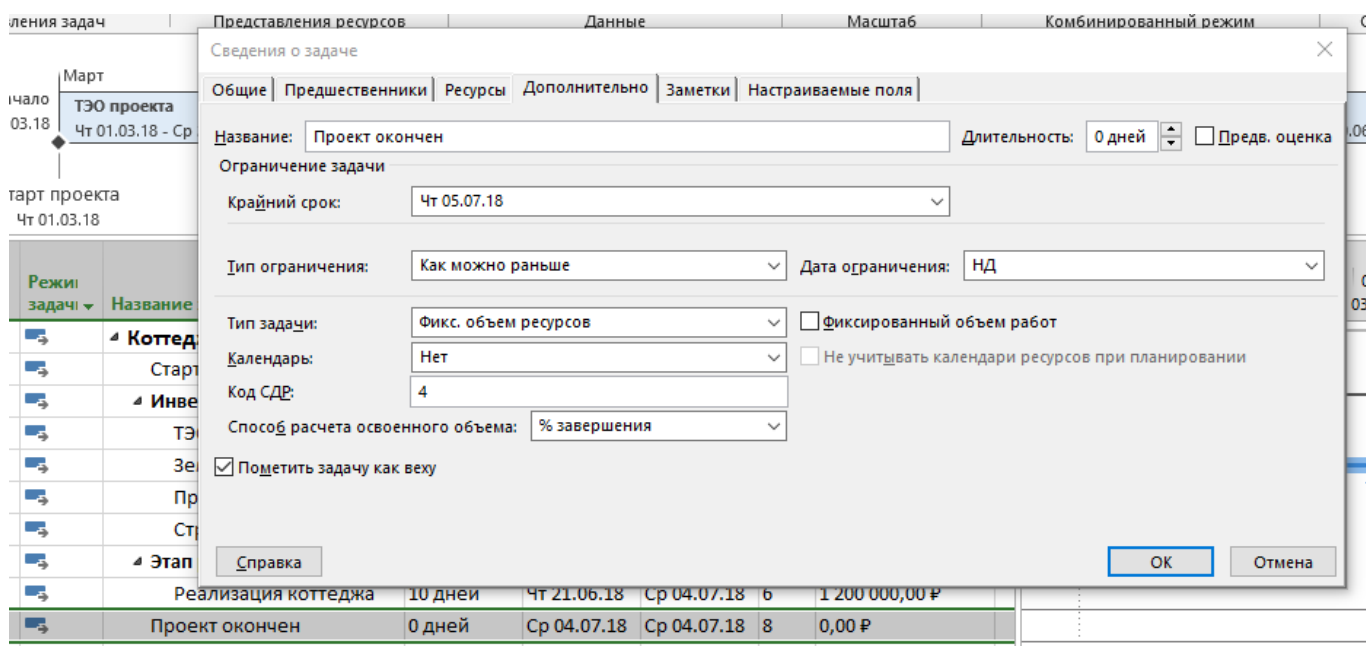 ления задач Представления ресурсов Данные Масштаб Комбинированный режим
Сведения о задаче
Март
Общие Предшественники Ресурсы Дополнительно Заметки Настраиваемые поля
чало ТЭО проекта
03.18 Чт 01.03.18 - Ср
Название: Проект окончен Длительность: 0 дней Предв. оценка
Ограничение задачи
тарт проекта Крайний срок: Чт 05.07.18
Чт 01.03.18
Тип ограничения: Как можно раньше Дата ограничения: НД
Режи
задач Название
Тип задачи: Фикс. объем ресурсов Фиксированный объем работ
Коттед
Календарь: Нет Не учитывать календари ресурсов при планировании
Старт
Код СДР: 4
Инве
Способ расчета освоенного объема: % завершения
ТЭ
Зе Пометить задачу как веху
Пр
Ст
Этап Справка ОК Отмена
Реализация коттеджа 10 дней Чт 21.06.18 Ср 04.07.18 6 1 200 000,00 ₽
Проект окончен 0 дней Ср 04.07.18 Ср 04.07.18 8 0,00 ₽